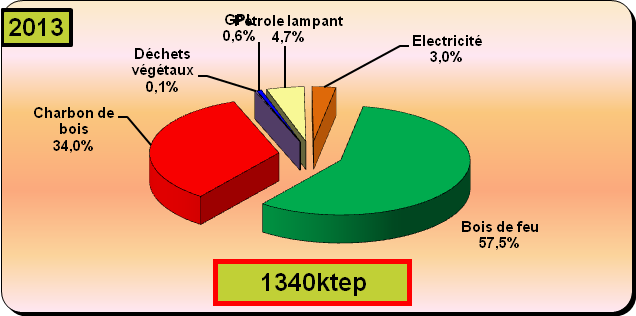 2013
GPL
0,6%
Pétrole lampant
4,7%
Electricité
3,0%
Déchets
végétaux
0,1%
Charbon de
bois
34,0%
Bois de feu
57,5%
1340ktep